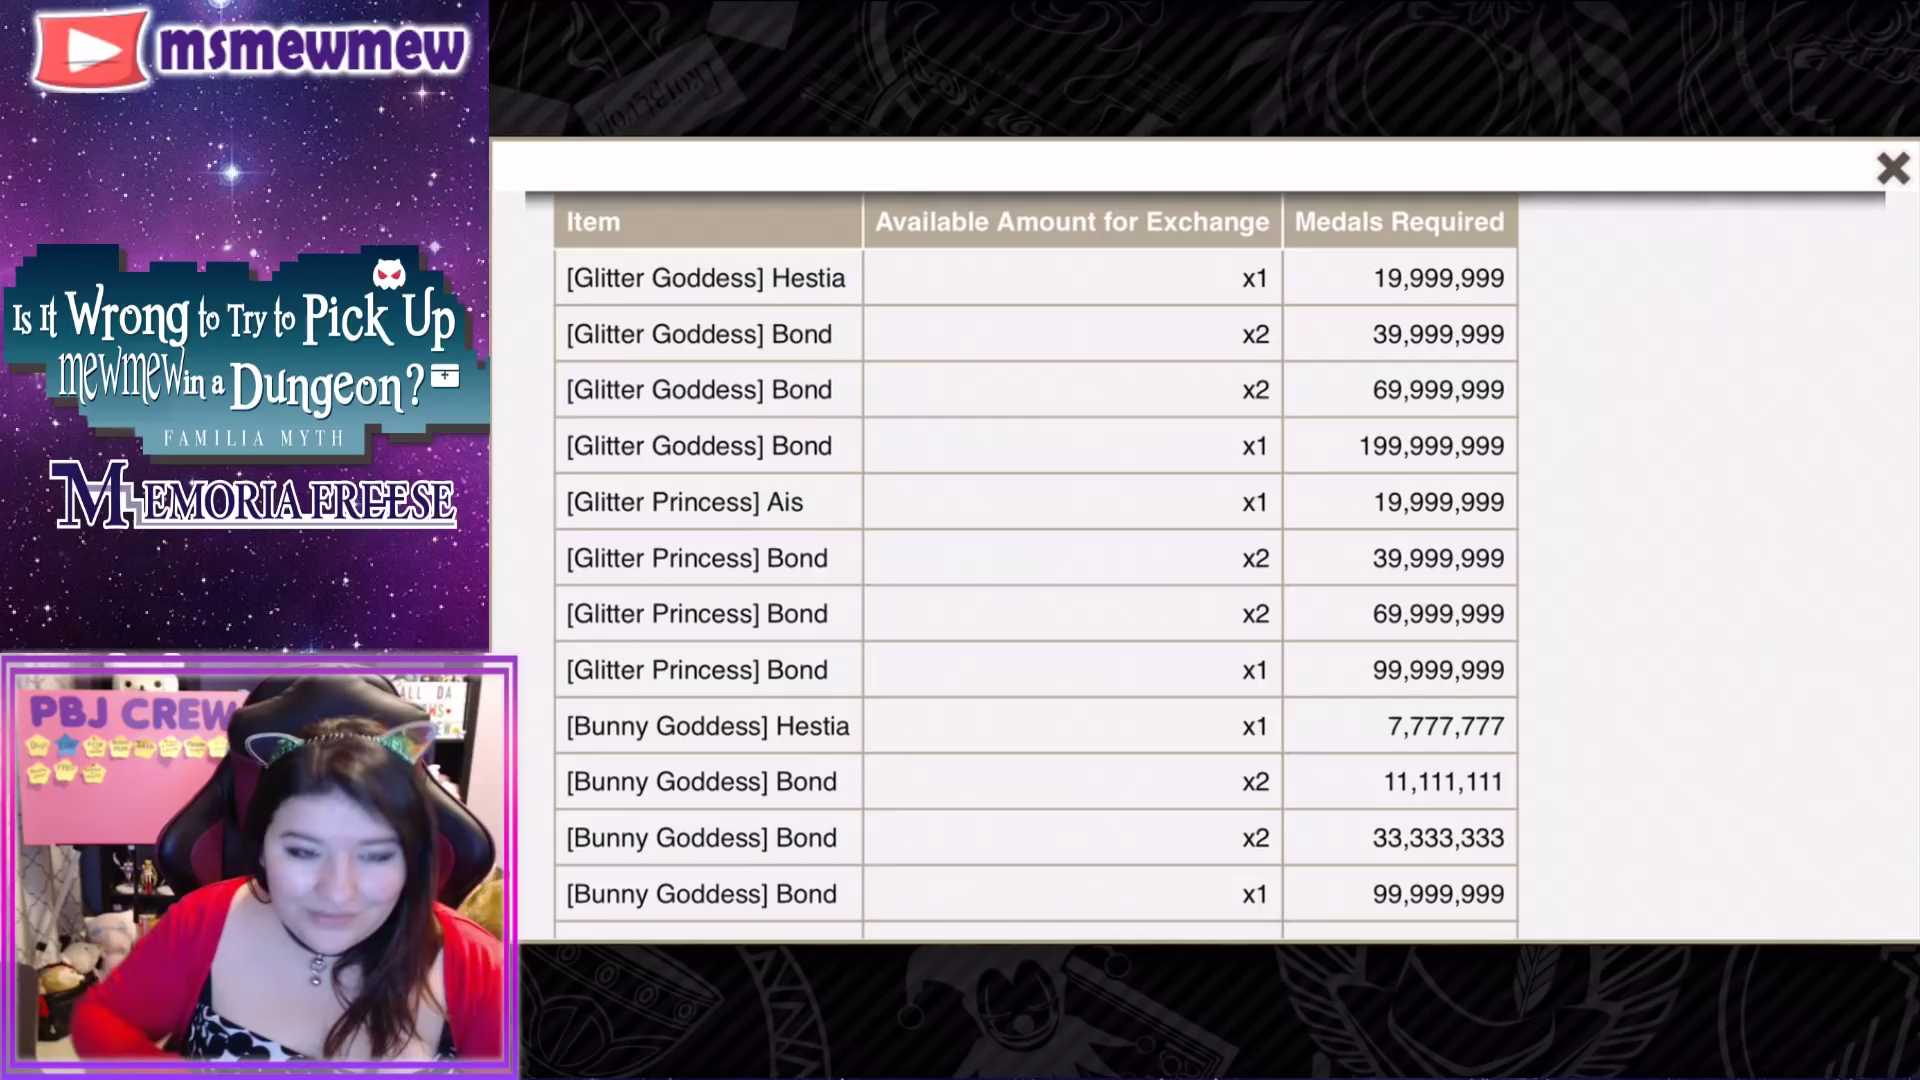 msmewmew
Is It Wrong to Try to Pick Up
mewmew in a Dungeon?
FAMILIA MYTH
MEMORIA FREESE
Item Available Amount for Exchange Medals Required
[Glitter Goddess] Hestia x1 19,999,999
[Glitter Goddess] Bond x2 39,999,999
[Glitter Goddess] Bond x2 69,999,999
[Glitter Goddess] Bond x1 199,999,999
[Glitter Princess] Ais x1 19,999,999
[Glitter Princess] Bond x2 39,999,999
[Glitter Princess] Bond x2 69,999,999
[Glitter Princess] Bond x1 99,999,999
[Bunny Goddess] Hestia x1 7,777,777
[Bunny Goddess] Bond x2 11,111,111
[Bunny Goddess] Bond x2 33,333,333
[Bunny Goddess] Bond x1 99,999,999
PBJ CREW
ALL DA